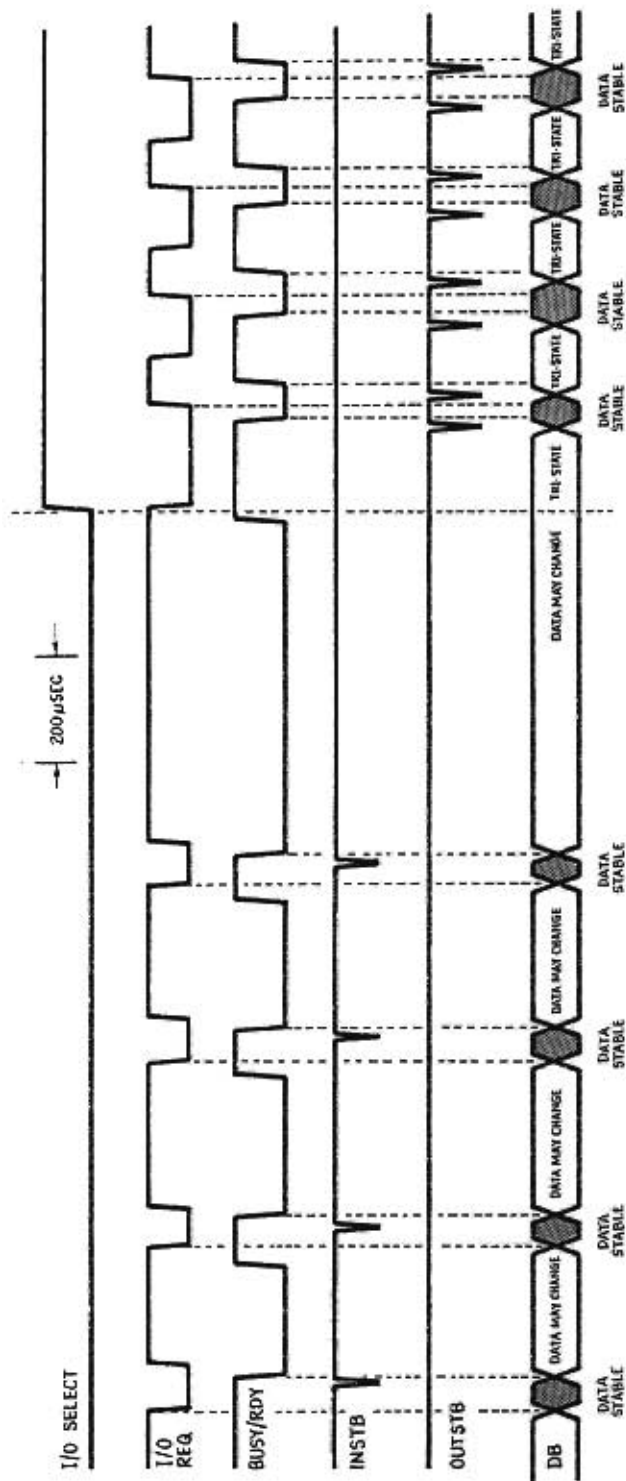 I/O SELECT
200µSEC
I/O
REQ
BUSY/RDY
INSTB
OUTSTB
DB
DATA MAY CHANGE
DATA MAY CHANGE
DATA MAY CHANGE
DATA MAY CHANGE
TRI-STATE
TRI-STATE
TRI-STATE
TRI-STATE
TRI-STATE
DATA
STABLE
DATA
STABLE
DATA
STABLE
DATA
STABLE
DATA
STABLE
DATA
STABLE
DATA
STABLE
DATA
STABLE